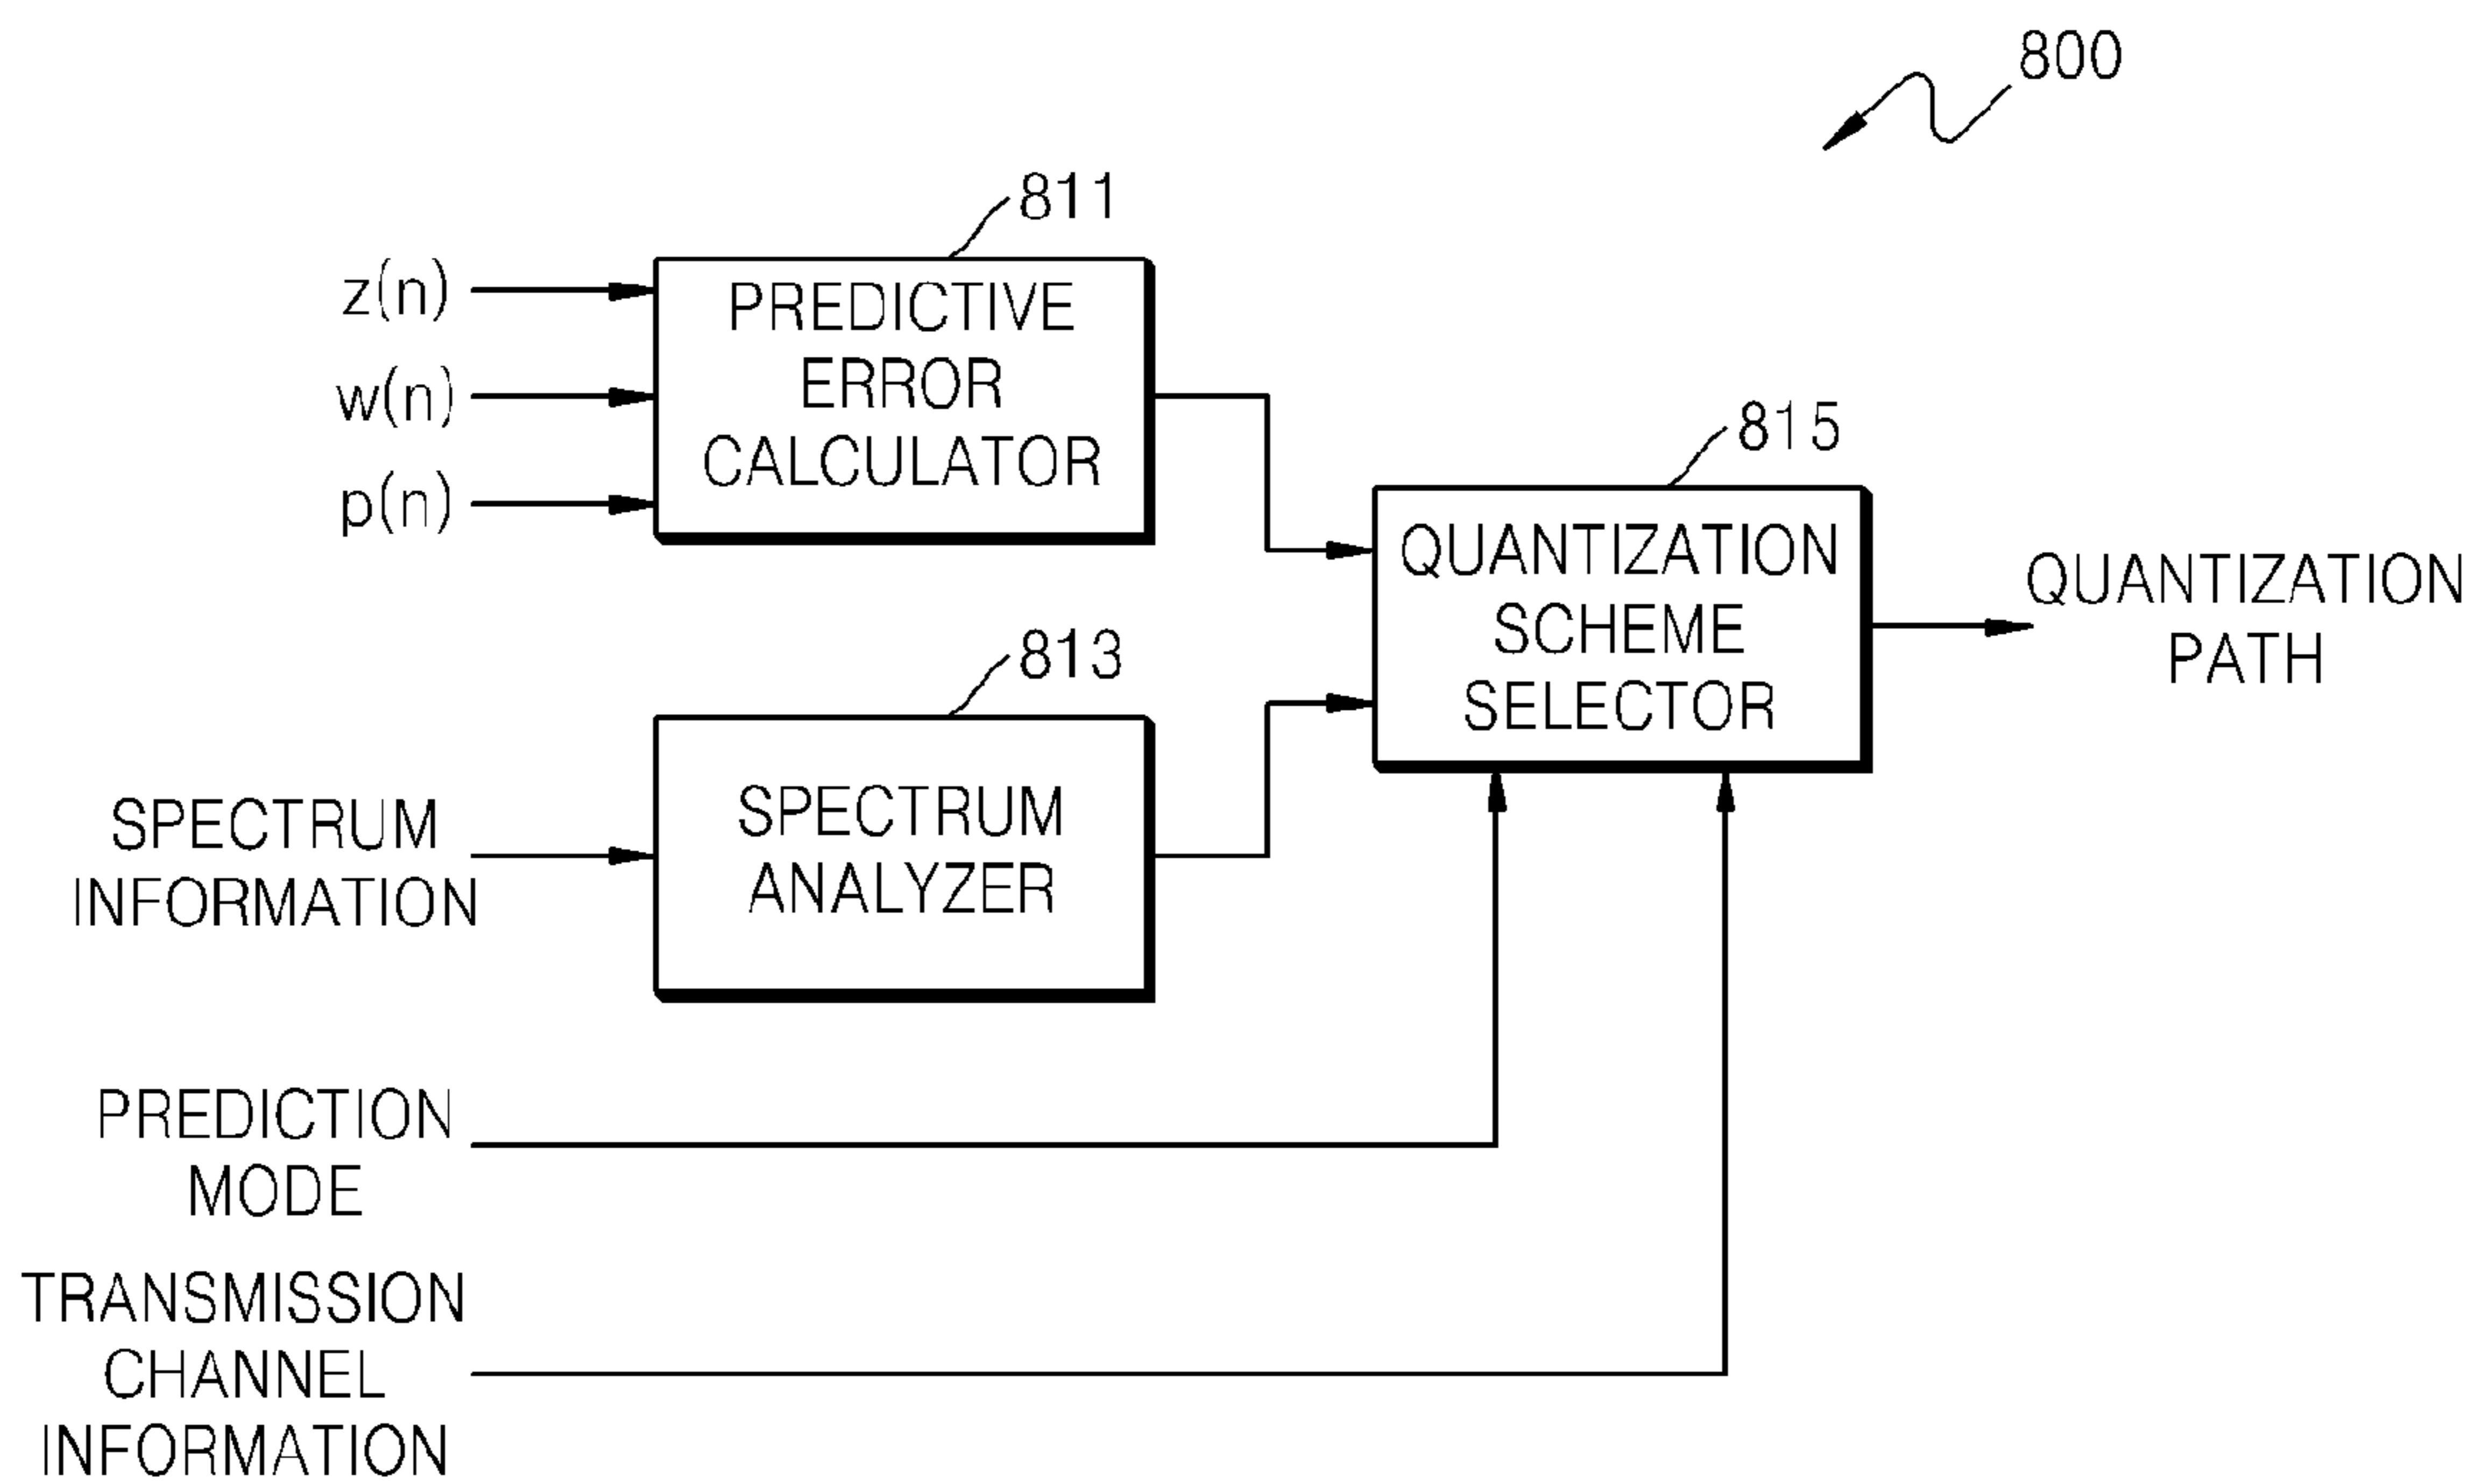 800
811
z(n)
w(n)
p(n)
PREDICTIVE
ERROR
CALCULATOR
815
QUANTIZATION
SCHEME
SELECTOR
QUANTIZATION
PATH
813
SPECTRUM
INFORMATION
SPECTRUM
ANALYZER
PREDICTION
MODE
TRANSMISSION
CHANNEL
INFORMATION